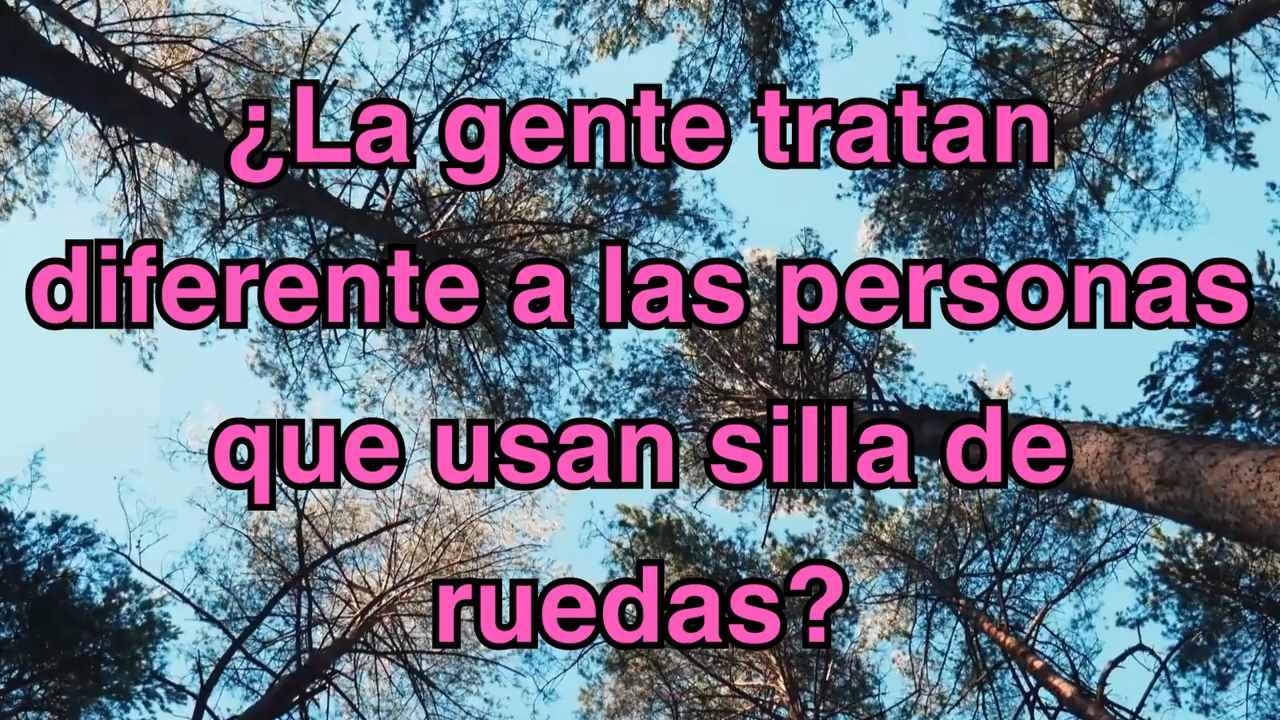 ¿La gente tratan
diferente a las personas
que usan silla de
ruedas?